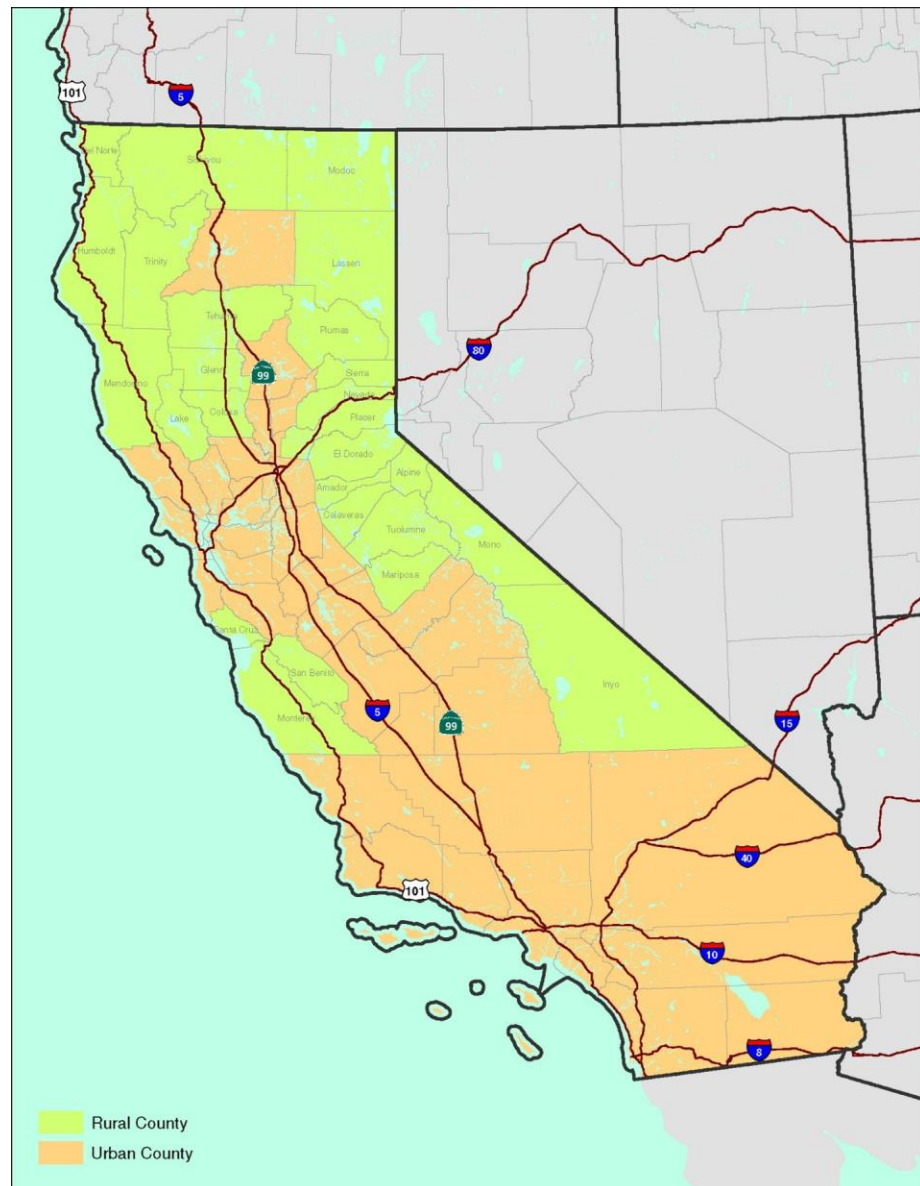 101
5
Del Norte
Siskiyou
Modoc
Humboldt
Trinity
Lassen
Tehama
Plumas
80
Mendocino
Glenn
99
Sierra
Lake
Colusa
Nevada
Placer
El Dorado
Alpine
Amador
Calaveras
Tuolumne
Mono
Mariposa
Santa Cruz
San Benito
Inyo
Monterey
5
99
15
40
101
10
8
Rural County
Urban County